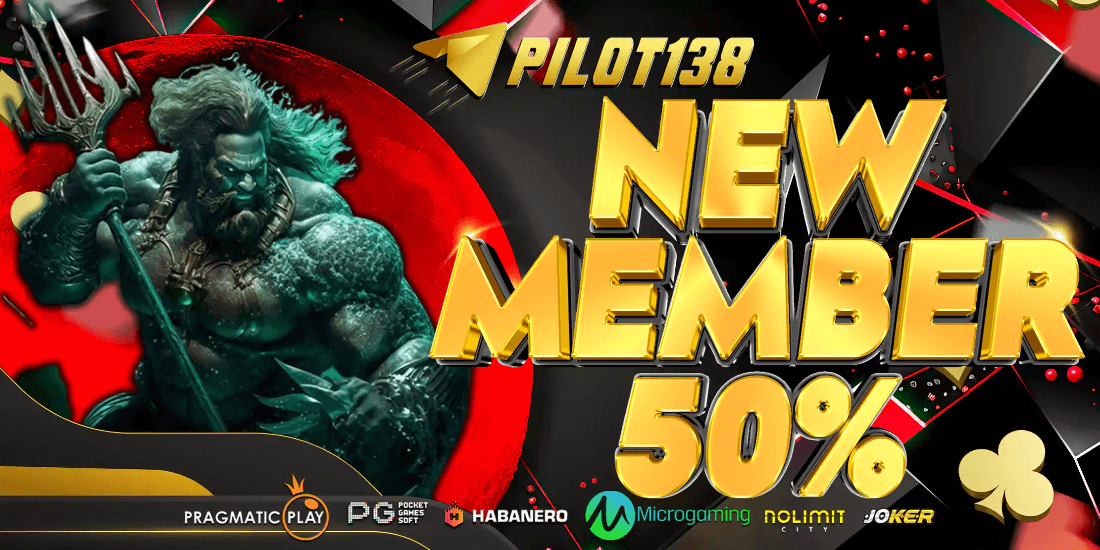 PILOT138
NEW
MEMBER
50%
PRAGMATIC PLAY
PG POCKET GAMES SOFT
HABANERO
Microgaming
NOLIMIT CITY
JOKER